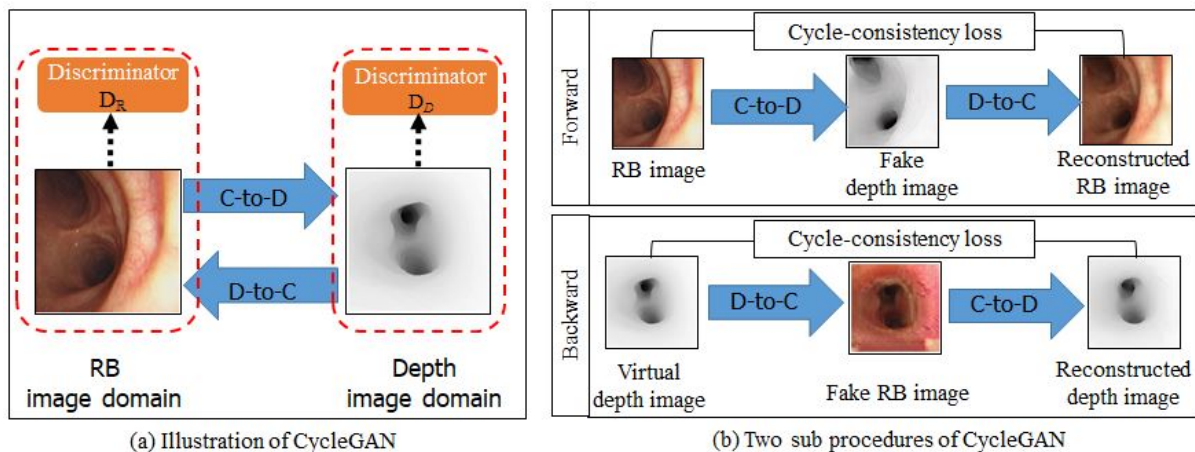 Discriminator
D_R
Discriminator
D_D
C-to-D
D-to-C
RB
image domain
Depth
image domain
(a) Illustration of CycleGAN
Forward
Cycle-consistency loss
C-to-D
D-to-C
RB image
Fake
depth image
Reconstructed
RB image
Backward
Cycle-consistency loss
D-to-C
C-to-D
Virtual
depth image
Fake RB image
Reconstructed
depth image
(b) Two sub procedures of CycleGAN